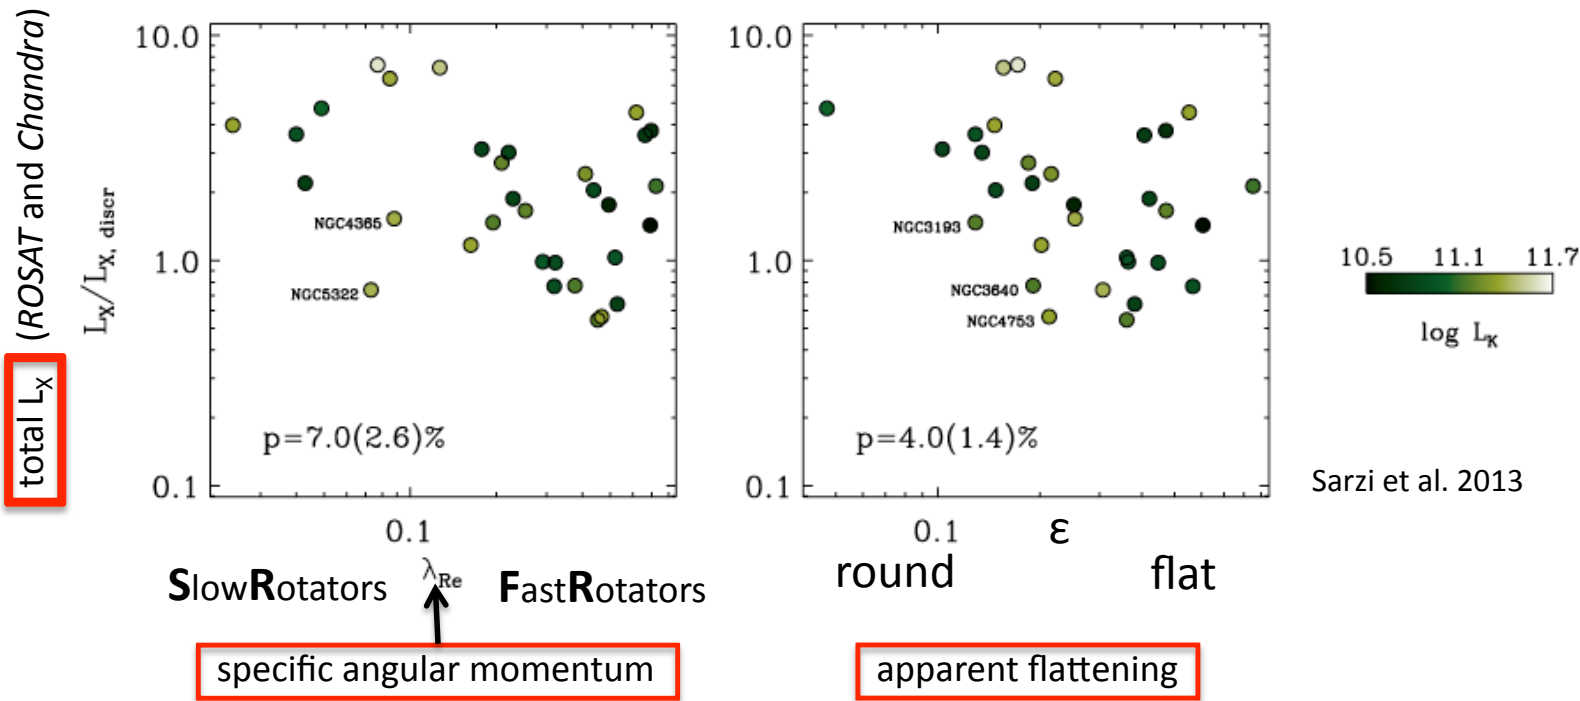 total L_X (ROSAT and Chandra)
L_X/L_X, discr
10.0
1.0
0.1
NGC4365
NGC5322
p=7.0(2.6)%
0.1
λ_Re
SlowRotators
FastRotators
specific angular momentum
10.0
1.0
0.1
NGC3193
NGC3640
NGC4753
p=4.0(1.4)%
0.1
ε
round
flat
apparent flattening
10.5 11.1 11.7
log L_K
Sarzi et al. 2013